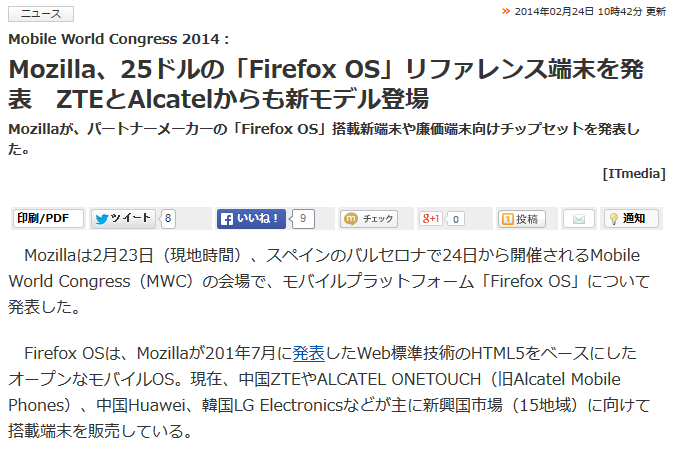 ニュース
2014年02月24日 10時42分 更新
Mobile World Congress 2014：
Mozilla、25ドルの「Firefox OS」リファレンス端末を発
表　ZTEとAlcatelからも新モデル登場
Mozillaが、パートナーメーカーの「Firefox OS」搭載新端末や廉価端末向けチップセットを発表し
た。
[ITmedia]
印刷/PDF ツイート 8 いいね！ 9 チェック g+1 0 投稿 通知
Mozillaは2月23日（現地時間）、スペインのバルセロナで24日から開催されるMobile
World Congress（MWC）の会場で、モバイルプラットフォーム「Firefox OS」について
発表した。
Firefox OSは、Mozillaが201年7月に発表したWeb標準技術のHTML5をベースにした
オープンなモバイルOS。現在、中国ZTEやALCATEL ONETOUCH（旧Alcatel Mobile
Phones）、中国Huawei、韓国LG Electronicsなどが主に新興国市場（15地域）に向けて
搭載端末を販売している。